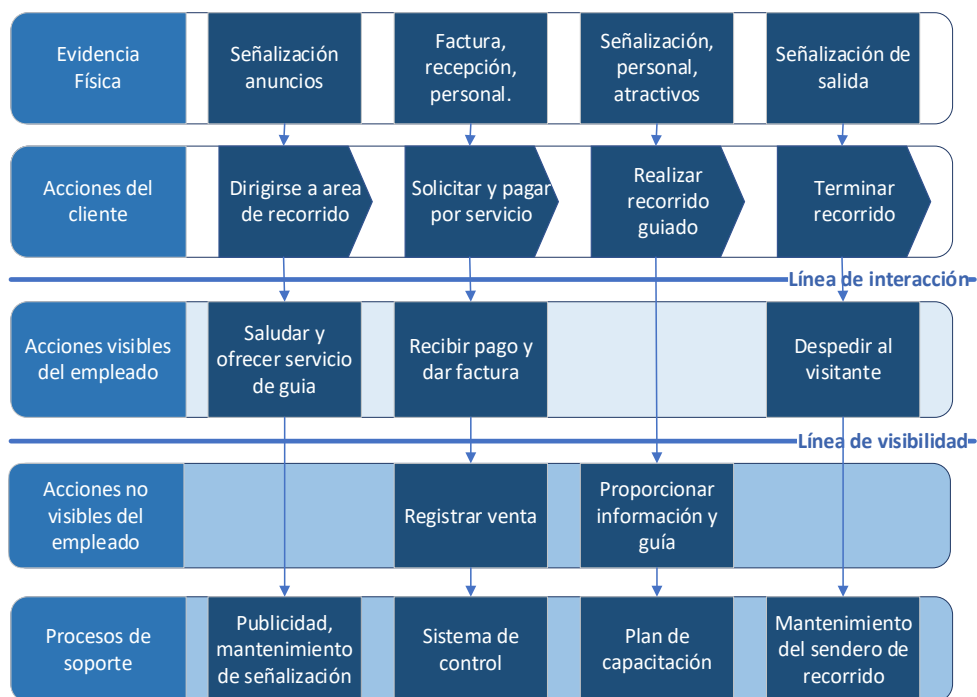 Evidencia
Física
Señalización
anuncios
Factura,
recepción,
personal.
Señalización,
personal,
atractivos
Señalización de
salida
Acciones del
cliente
Dirigirse a area
de recorrido
Solicitar y pagar
por servicio
Realizar
recorrido
guiado
Terminar
recorrido
Línea de interacción
Acciones visibles
del empleado
Saludar y
ofrecer servicio
de guia
Recibir pago y
dar factura
Despedir al
visitante
Línea de visibilidad
Acciones no
visibles del
empleado
Registrar venta
Proporcionar
información y
guía
Procesos de
soporte
Publicidad,
mantenimiento
de señalización
Sistema de
control
Plan de
capacitación
Mantenimiento
del sendero de
recorrido